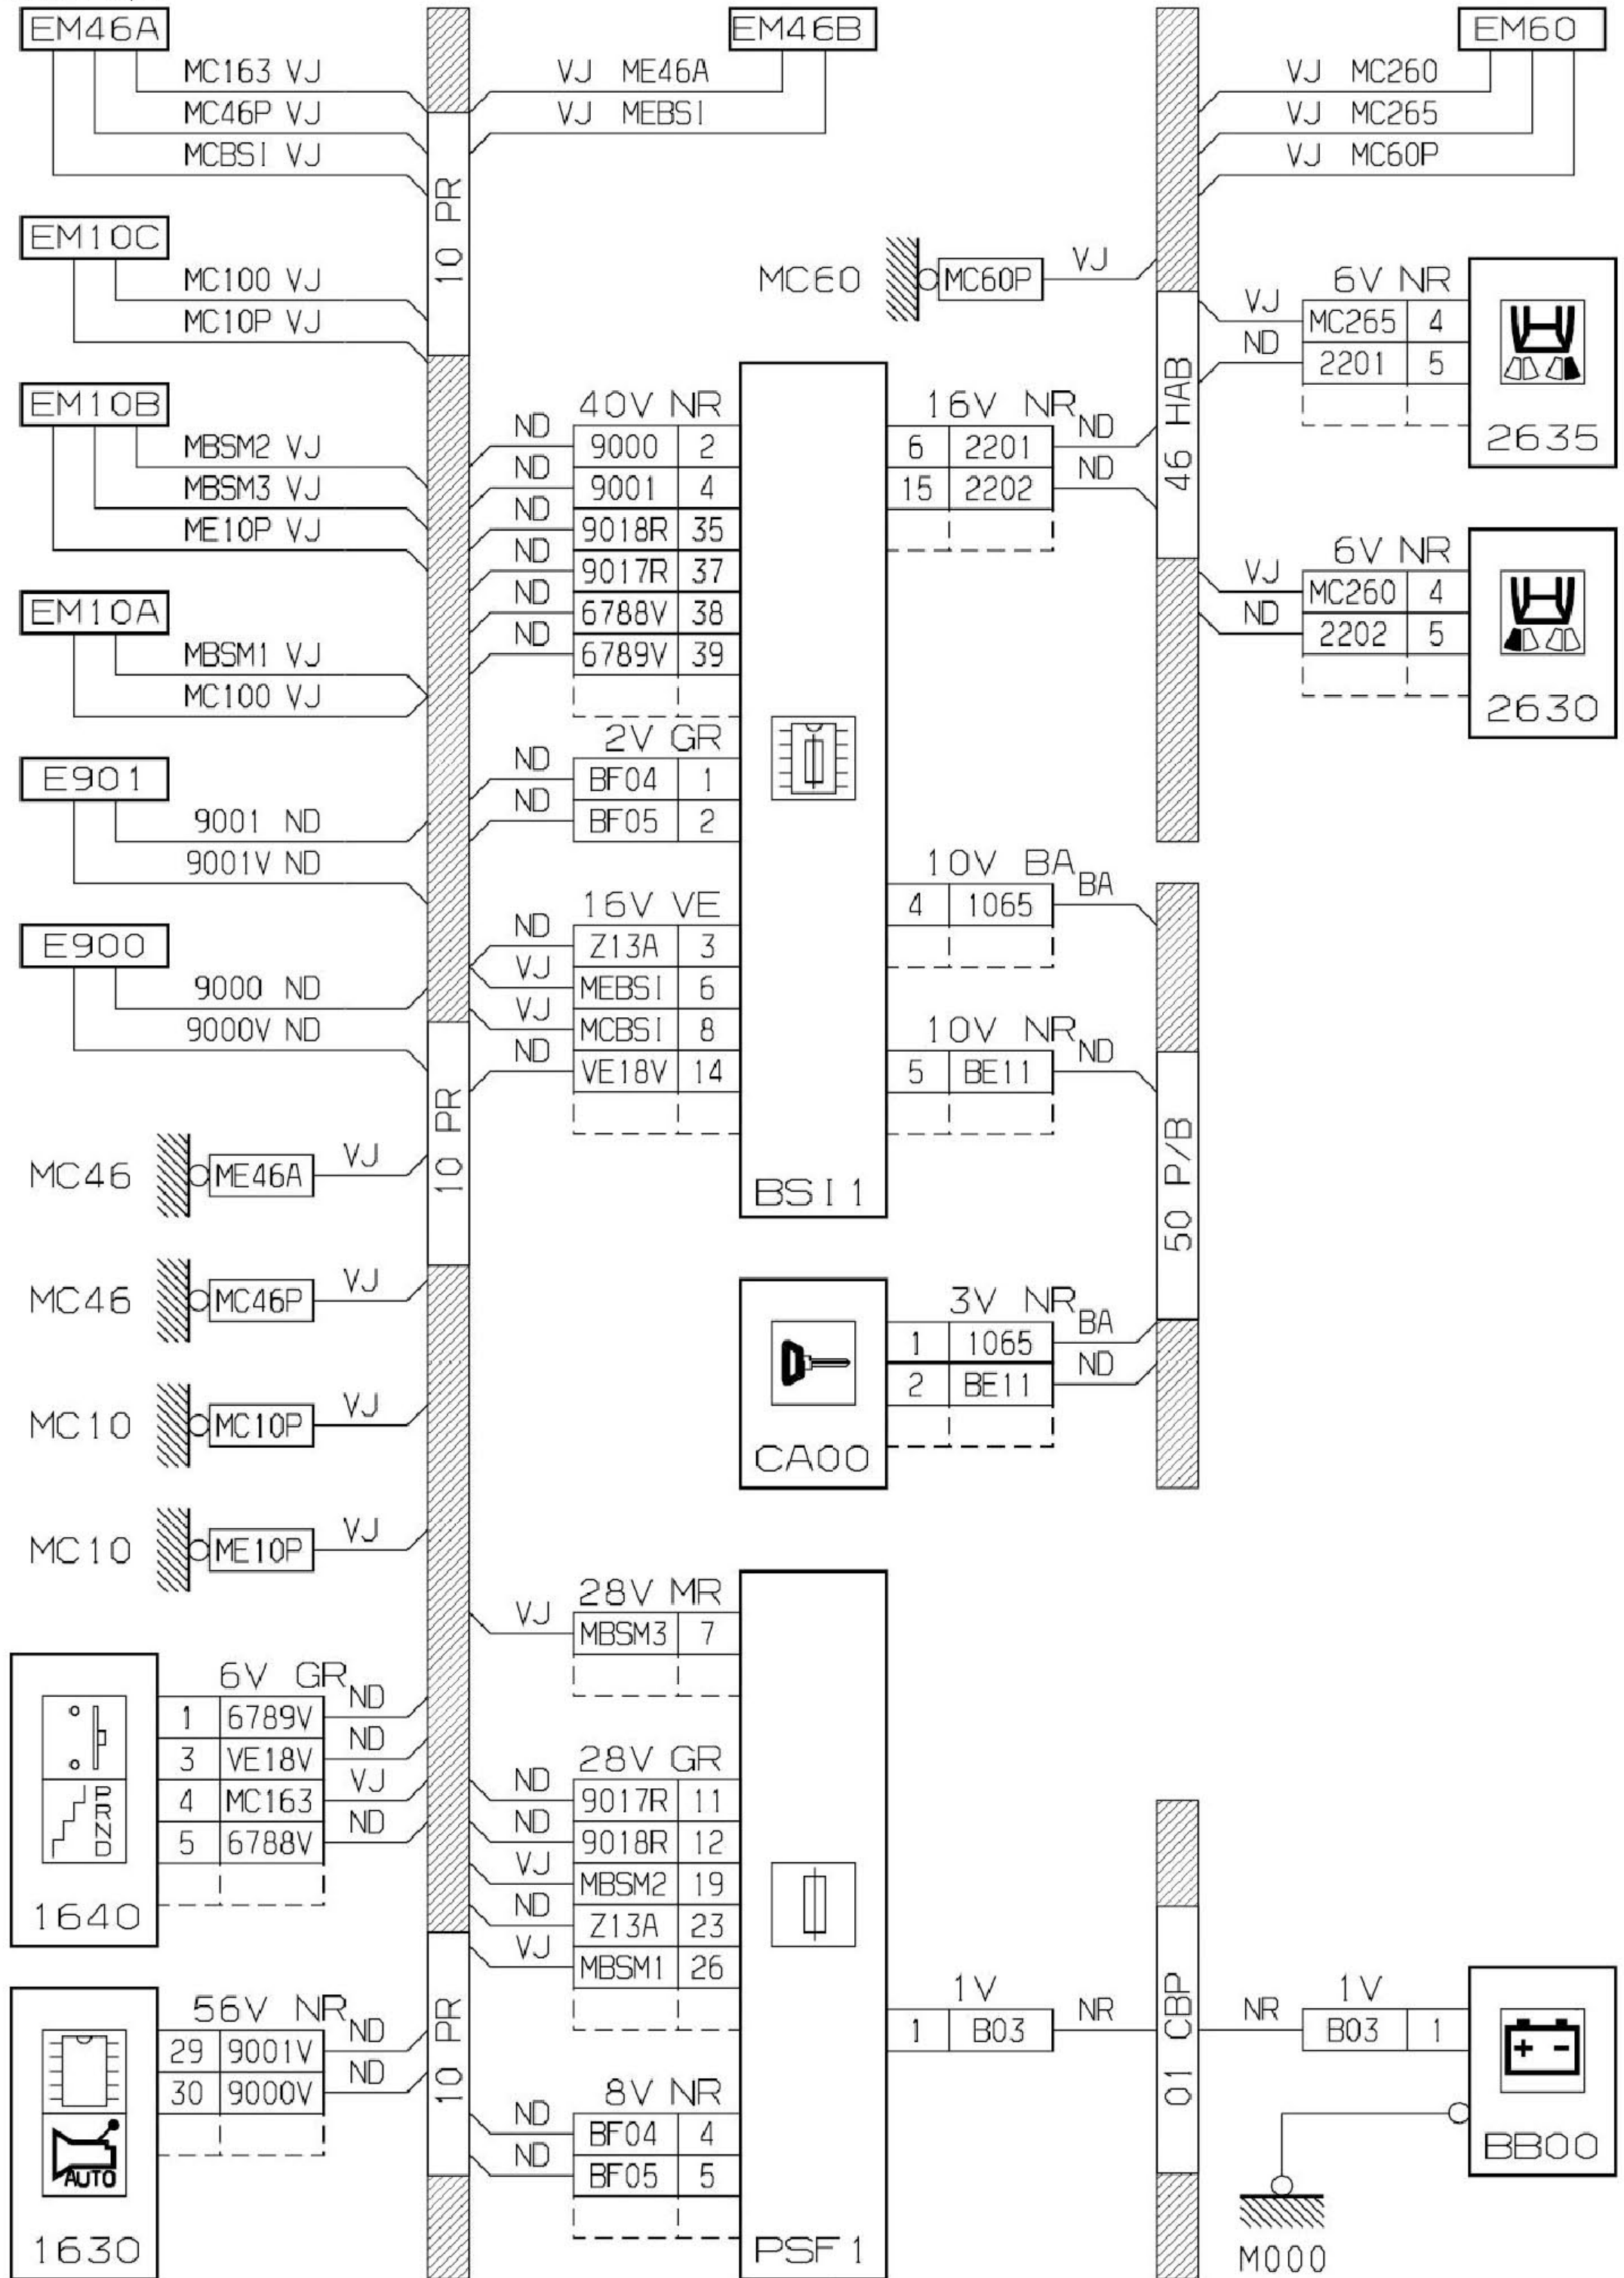 EM46A
MC163 VJ
MC46P VJ
MCBSI VJ
EM46B
VJ ME46A
VJ MEBSI
EM60
VJ MC260
VJ MC265
VJ MC60P
10 PR
EM10C
MC100 VJ
MC10P VJ
MC60
MC60P
VJ
EM10B
MBSM2 VJ
MBSM3 VJ
ME10P VJ
EM10A
MBSM1 VJ
MC100 VJ
E901
9001 ND
9001V ND
E900
9000 ND
9000V ND
10 PR
MC46
ME46A
VJ
MC46
MC46P
VJ
MC10
MC10P
VJ
MC10
ME10P
VJ
40V NR
ND 9000 2
ND 9001 4
ND 9018R 35
ND 9017R 37
ND 6788V 38
ND 6789V 39
2V GR
ND BF04 1
ND BF05 2
16V VE
ND Z13A 3
VJ MEBSI 6
VJ MCBSI 8
ND VE18V 14
BSI1
16V NR
6 2201 ND
15 2202 ND
10V BA
4 1065 BA
10V NR
5 BE11 ND
46 HAB
6V NR
VJ MC265 4
ND 2201 5
2635
6V NR
VJ MC260 4
ND 2202 5
2630
50 P/B
3V NR
1 1065 BA
2 BE11 ND
CA00
6V GR
1 6789V ND
3 VE18V ND
4 MC163 VJ
5 6788V ND
PRND
1640
56V NR
29 9001V ND
30 9000V ND
AUTO
1630
10 PR
28V MR
VJ MBSM3 7
28V GR
ND 9017R 11
ND 9018R 12
VJ MBSM2 19
ND Z13A 23
VJ MBSM1 26
8V NR
ND BF04 4
ND BF05 5
PSF1
1V
1 B03 NR
01 CBP
1V
NR B03 1
+ -
BB00
M000